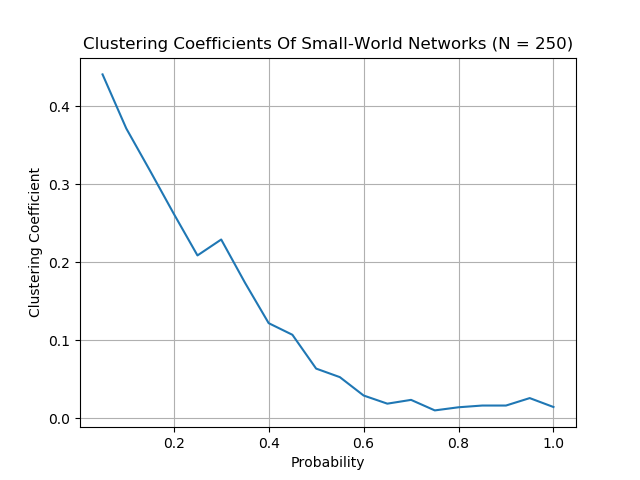 Clustering Coefficients Of Small-World Networks (N = 250)
0.4
0.3
0.2
0.1
0.0
Clustering Coefficient
0.2 0.4 0.6 0.8 1.0
Probability